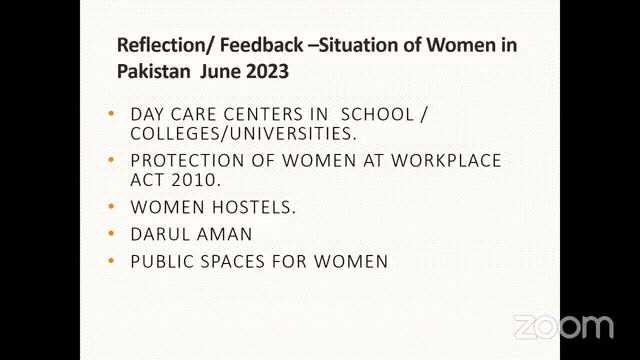 Reflection/ Feedback –Situation of Women in
Pakistan  June 2023
• DAY CARE CENTERS IN  SCHOOL /
COLLEGES/UNIVERSITIES.
• PROTECTION OF WOMEN AT WORKPLACE
ACT 2010.
• WOMEN HOSTELS.
• DARUL AMAN
• PUBLIC SPACES FOR WOMEN
zoom